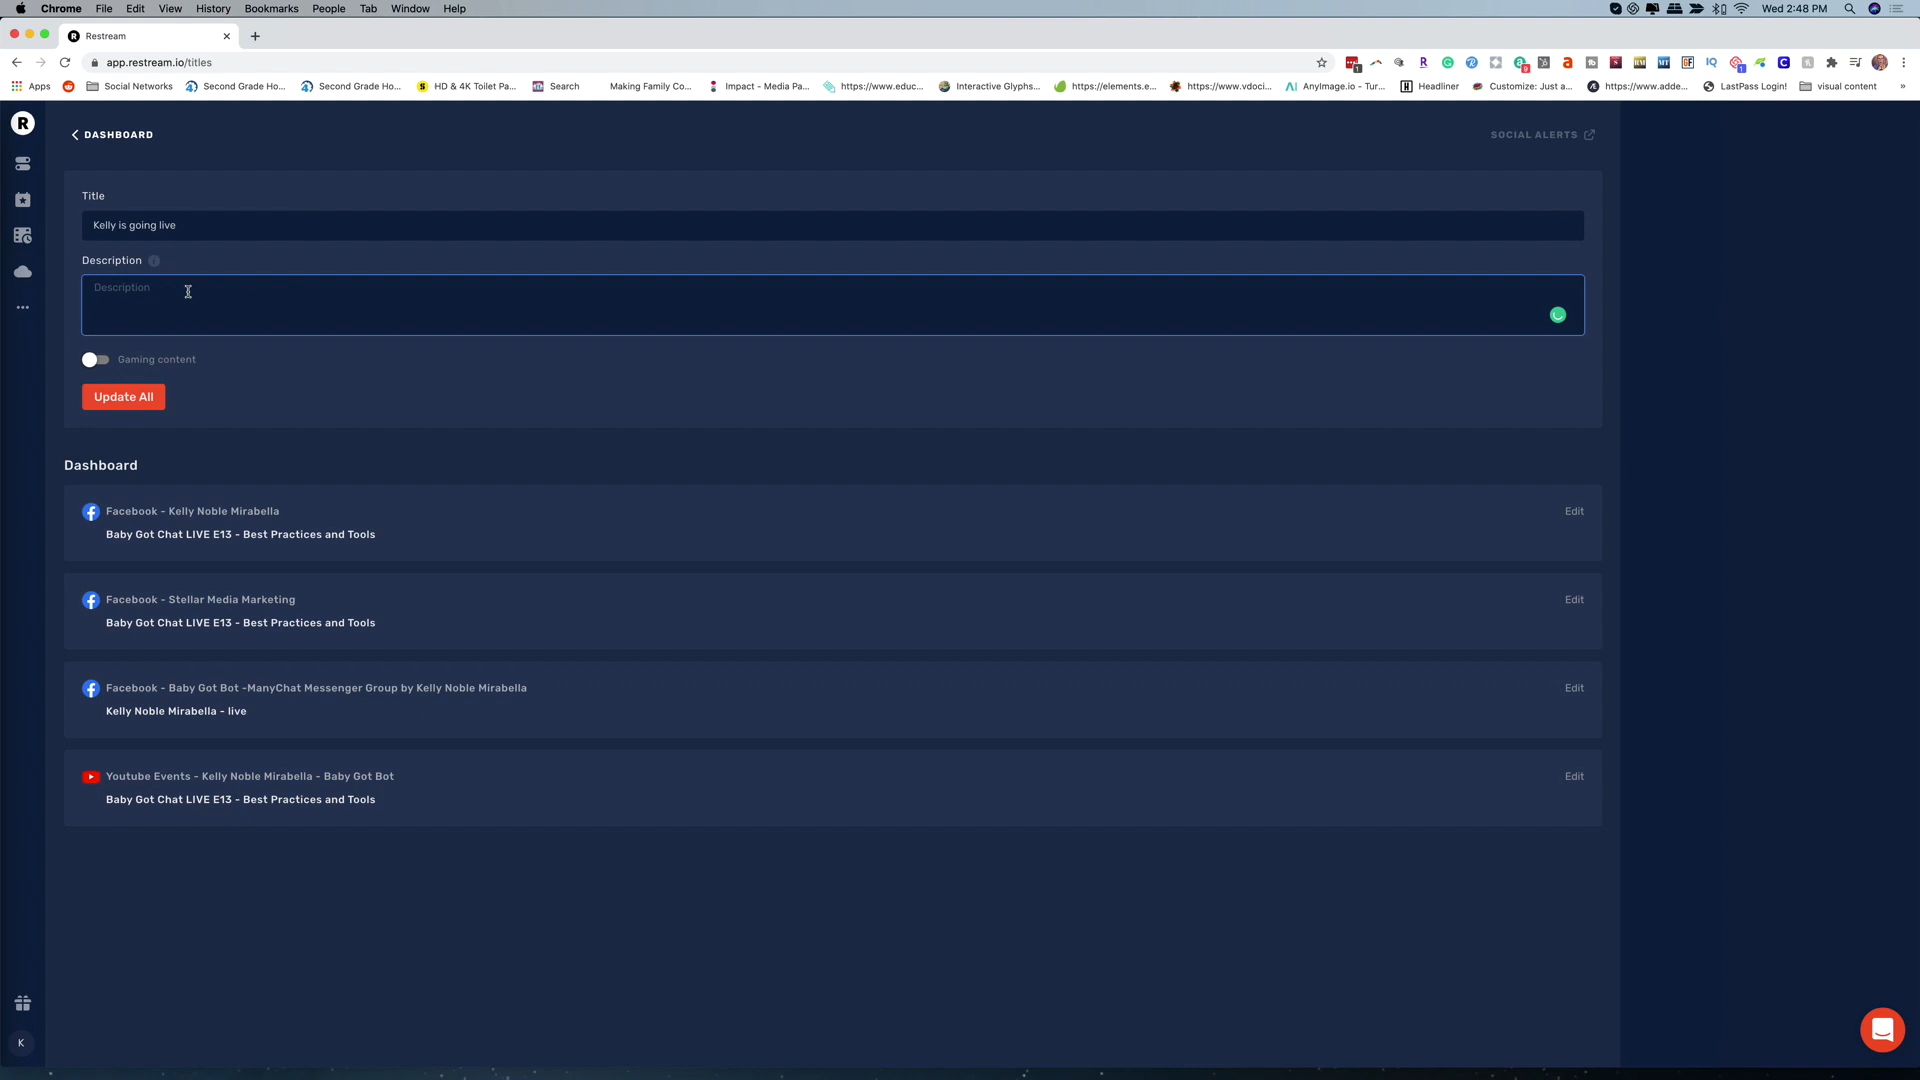 Chrome File Edit View History Bookmarks People Tab Window Help Wed 2:48 PM
Restream
app.restream.io/titles
Apps Social Networks Second Grade Ho... Second Grade Ho... HD & 4K Toilet Pa... Search Making Family Co... Impact - Media Pa... https://www.educ... Interactive Glyphs... https://elements.e... https://www.vdoci... AnyImage.io - Tur... Headliner Customize: Just a... https://www.adde... LastPass Login! visual content »
R
DASHBOARD SOCIAL ALERTS
Title
Kelly is going live
Description
Description
Gaming content
Update All
Dashboard
Facebook - Kelly Noble Mirabella Edit
Baby Got Chat LIVE E13 - Best Practices and Tools
Facebook - Stellar Media Marketing Edit
Baby Got Chat LIVE E13 - Best Practices and Tools
Facebook - Baby Got Bot -ManyChat Messenger Group by Kelly Noble Mirabella Edit
Kelly Noble Mirabella - live
Youtube Events - Kelly Noble Mirabella - Baby Got Bot Edit
Baby Got Chat LIVE E13 - Best Practices and Tools
K